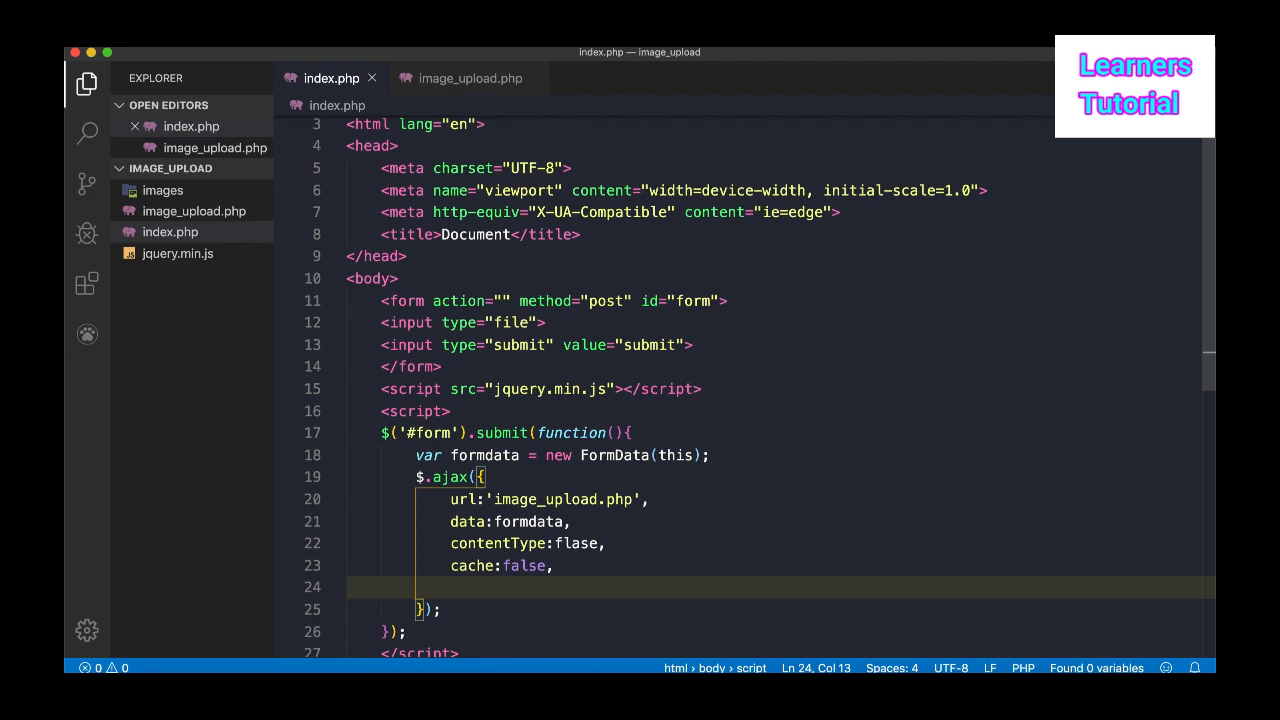 index.php — image_upload
Learners
Tutorial
EXPLORER
index.php
image_upload.php
OPEN EDITORS
index.php
index.php
image_upload.php
IMAGE_UPLOAD
images
image_upload.php
index.php
jquery.min.js
3 <html lang="en">
4 <head>
5 <meta charset="UTF-8">
6 <meta name="viewport" content="width=device-width, initial-scale=1.0">
7 <meta http-equiv="X-UA-Compatible" content="ie=edge">
8 <title>Document</title>
9 </head>
10 <body>
11 <form action="" method="post" id="form">
12 <input type="file">
13 <input type="submit" value="submit">
14 </form>
15 <script src="jquery.min.js"></script>
16 <script>
17 $('#form').submit(function(){
18 var formdata = new FormData(this);
19 $.ajax({
20 url:'image_upload.php',
21 data:formdata,
22 contentType:flase,
23 cache:false,
24
25 });
26 });
27 </script>
0 0
html › body › script
Ln 24, Col 13
Spaces: 4
UTF-8
LF
PHP
Found 0 variables